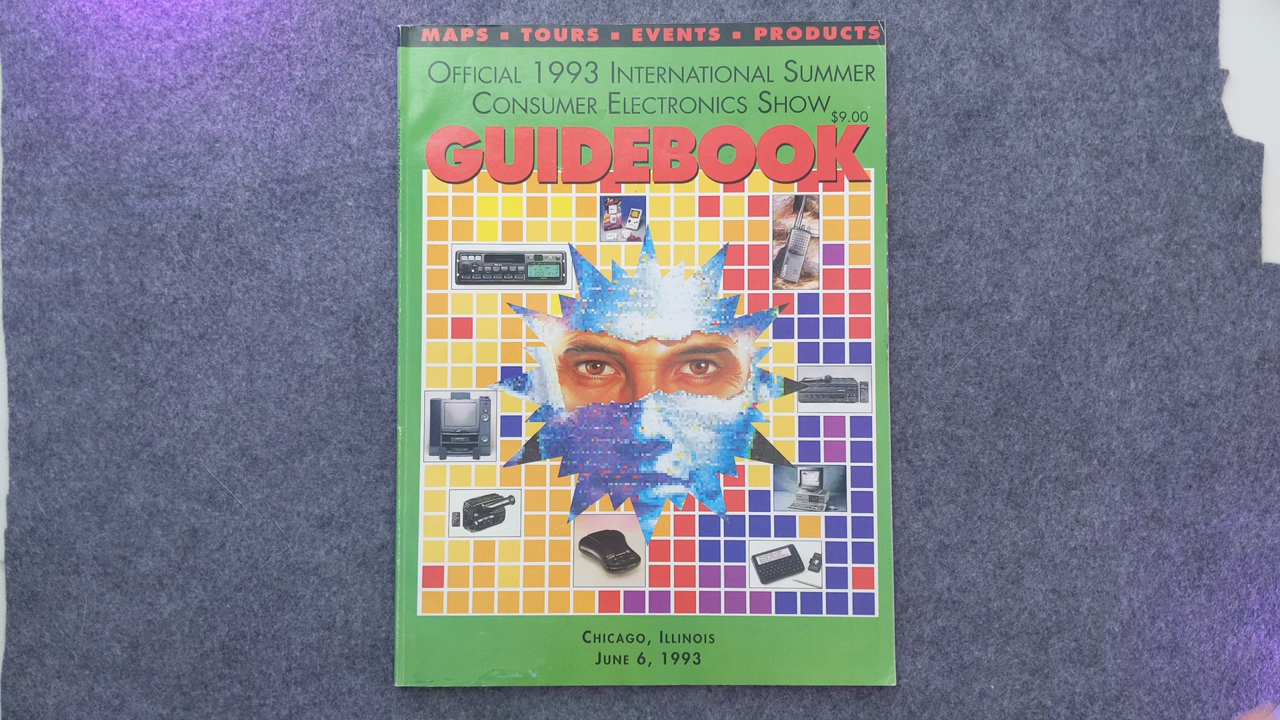 MAPS ▪ TOURS ▪ EVENTS ▪ PRODUCTS
OFFICIAL 1993 INTERNATIONAL SUMMER
CONSUMER ELECTRONICS SHOW
$9.00
GUIDEBOOK
CHICAGO, ILLINOIS
JUNE 6, 1993